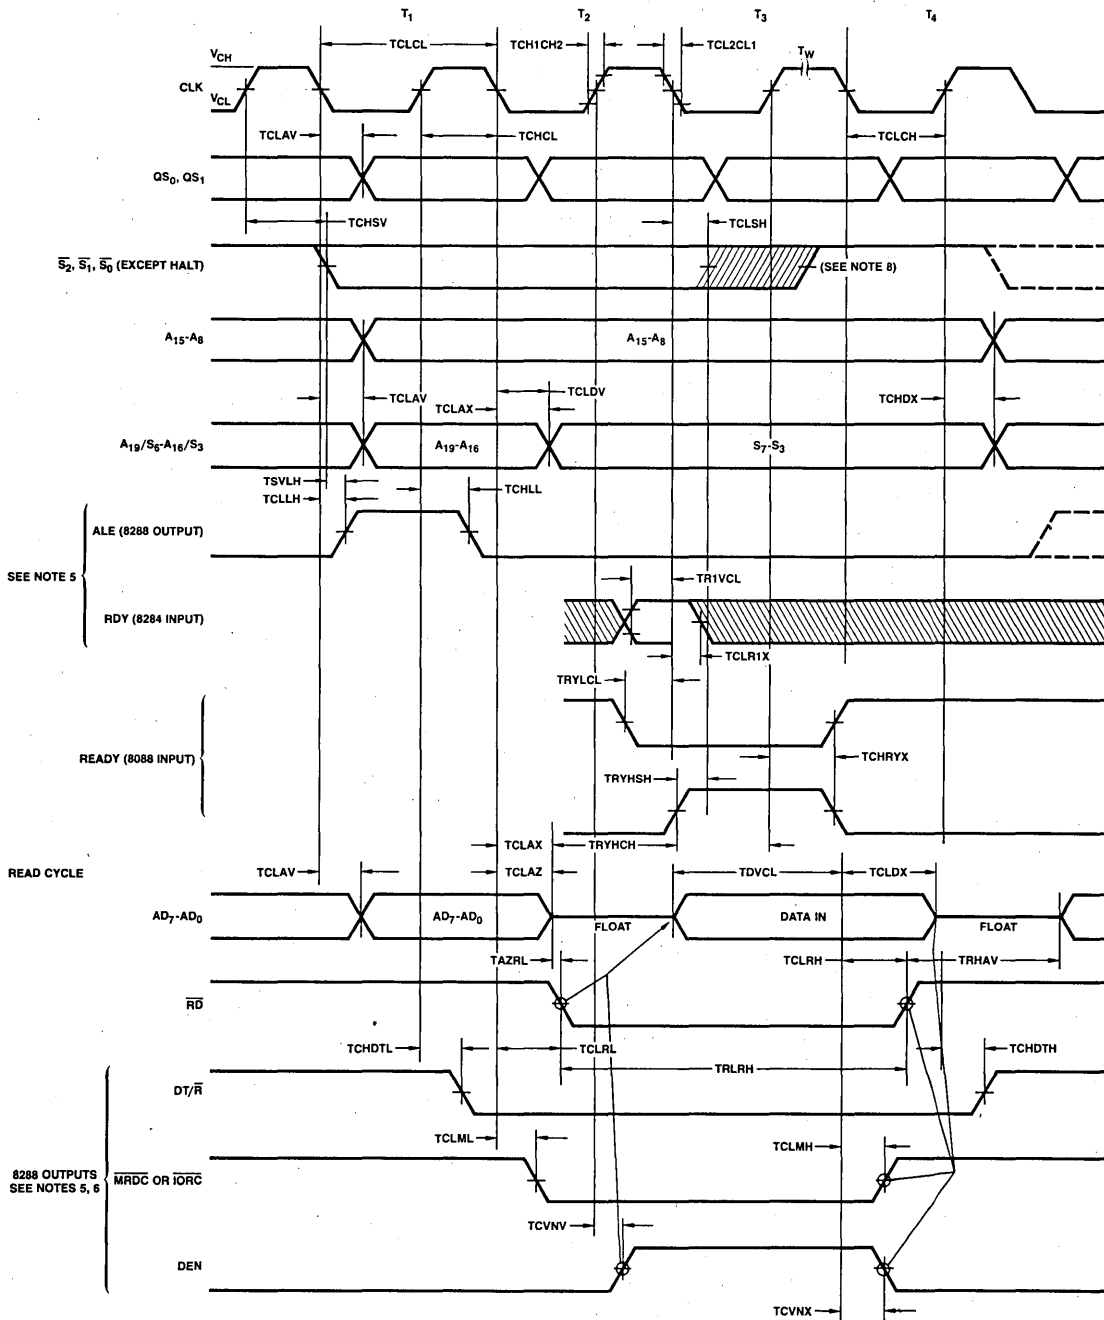 T1 T2 T3 T4
TCLCL TCH1CH2 TCL2CL1
VCH TW
CLK
VCL
TCLAV TCHCL TCLCH
QS0, QS1
TCHSV TCLSH
S̅2̅, S̅1̅, S̅0̅ (EXCEPT HALT) (SEE NOTE 8)
A15-A8 A15-A8
TCLDV
TCLAV TCHDX
TCLAX
A19/S6-A16/S3 A19-A16 S7-S3
TSVLH TCHLL
TCLLH
ALE (8288 OUTPUT)
SEE NOTE 5
TR1VCL
RDY (8284 INPUT)
TCLR1X
TRYLCL
READY (8088 INPUT) TCHRYX
TRYHSH
TCLAX TRYHCH
READ CYCLE TCLAV TCLAZ TDVCL TCLDX
AD7-AD0 AD7-AD0 FLOAT DATA IN FLOAT
TAZRL TCLRH TRHAV
R̅D̅
TCHDTL TCLRL TCHDTH
TRLRH
DT/R̅
TCLML TCLMH
8288 OUTPUTS
SEE NOTES 5, 6
M̅R̅D̅C̅ OR I̅O̅R̅C̅
TCVNV
DEN
TCVNX